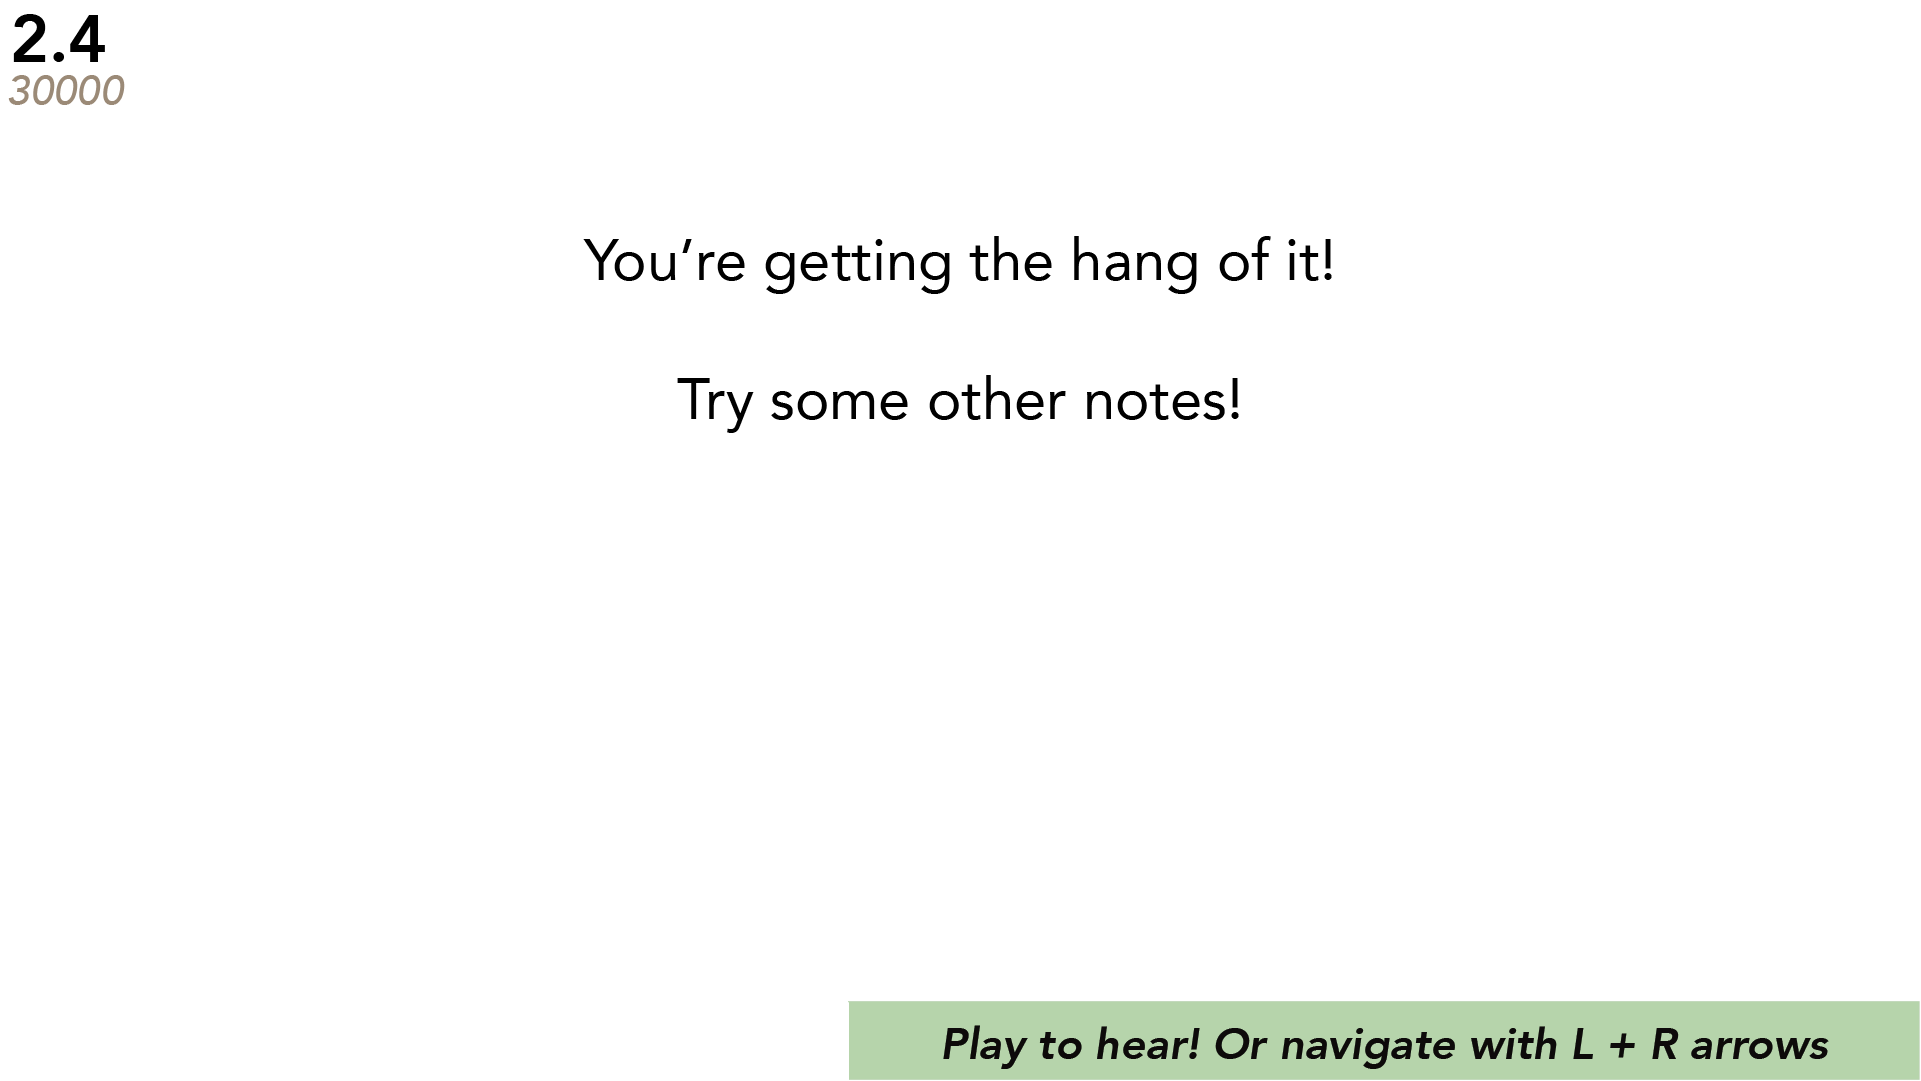 2.4
30000
You’re getting the hang of it!
Try some other notes!
Play to hear! Or navigate with L + R arrows